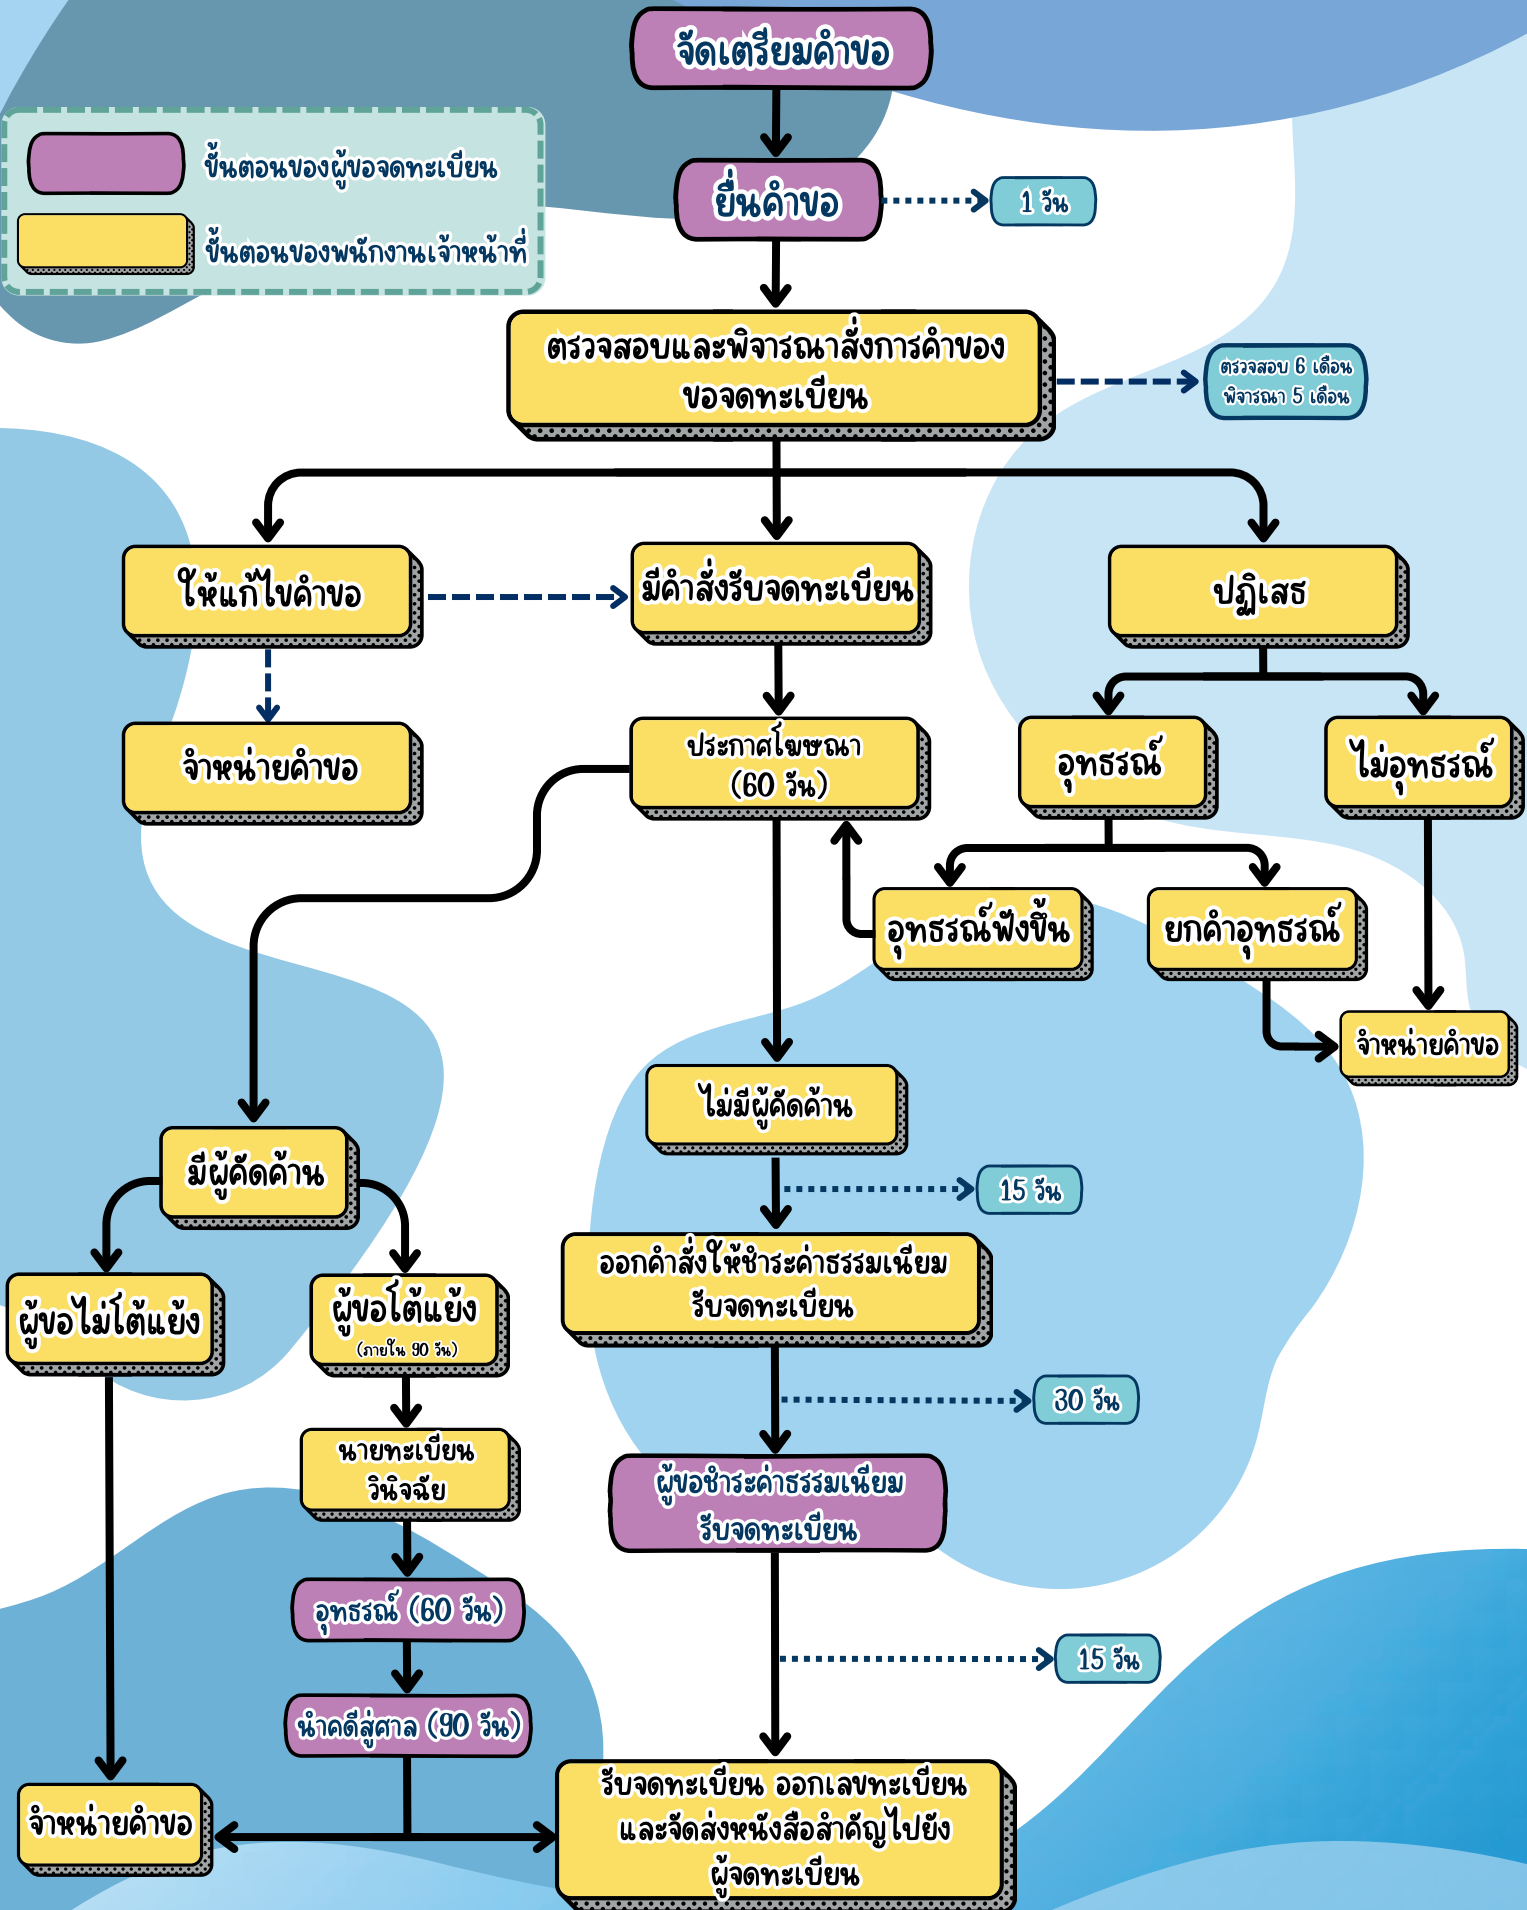 จัดเตรียมคำขอ
ขั้นตอนของผู้ขอจดทะเบียน
ขั้นตอนของพนักงานเจ้าหน้าที่
ยื่นคำขอ
1 วัน
ตรวจสอบและพิจารณาสั่งการคำของ
ขอจดทะเบียน
ตรวจสอบ 6 เดือน
พิจารณา 5 เดือน
ให้แก้ไขคำขอ
มีคำสั่งรับจดทะเบียน
ปฏิเสธ
จำหน่ายคำขอ
ประกาศโฆษณา
(60 วัน)
อุทธรณ์
ไม่อุทธรณ์
อุทธรณ์ฟังขึ้น
ยกคำอุทธรณ์
จำหน่ายคำขอ
ไม่มีผู้คัดค้าน
มีผู้คัดค้าน
15 วัน
ออกคำสั่งให้ชำระค่าธรรมเนียม
รับจดทะเบียน
ผู้ขอไม่โต้แย้ง
ผู้ขอโต้แย้ง
(ภายใน 90 วัน)
30 วัน
นายทะเบียน
วินิจฉัย
ผู้ขอชำระค่าธรรมเนียม
รับจดทะเบียน
อุทธรณ์ (60 วัน)
15 วัน
นำคดีสู่ศาล (90 วัน)
จำหน่ายคำขอ
รับจดทะเบียน ออกเลขทะเบียน
และจัดส่งหนังสือสำคัญไปยัง
ผู้จดทะเบียน